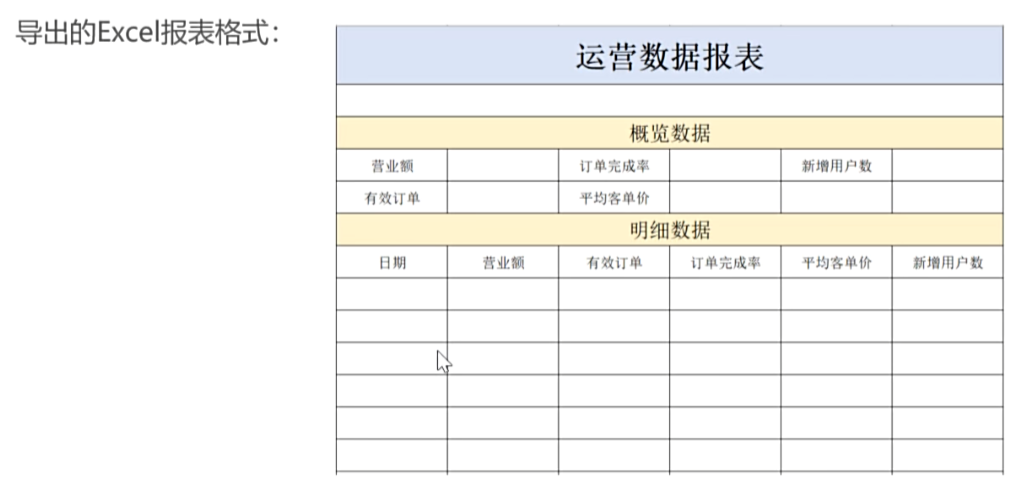 导出的Excel报表格式：
运营数据报表
概览数据
营业额 订单完成率 新增用户数
有效订单 平均客单价
明细数据
日期 营业额 有效订单 订单完成率 平均客单价 新增用户数